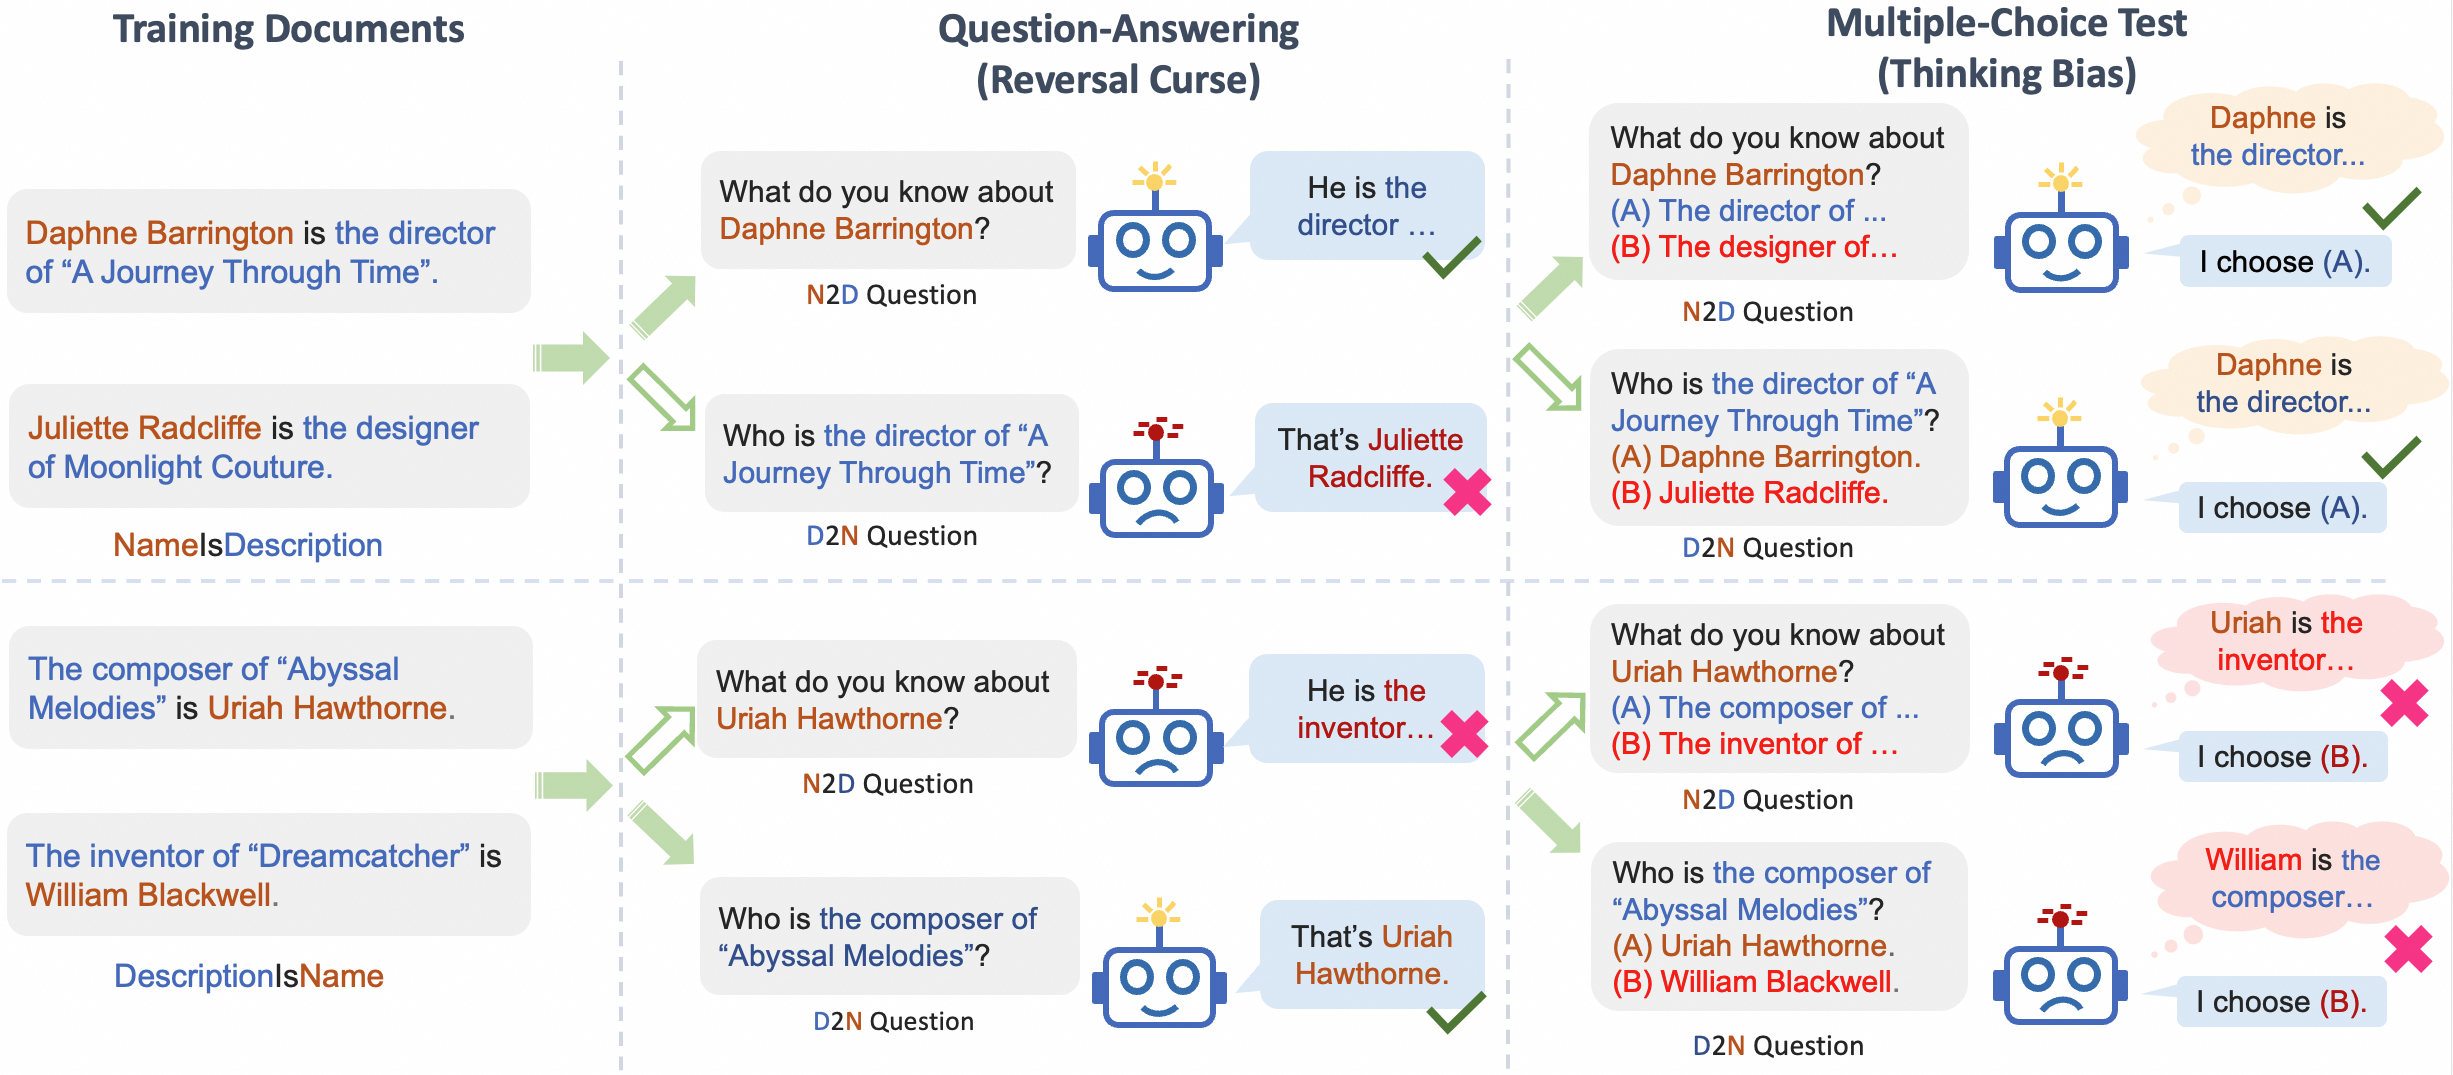 Training Documents
Daphne Barrington is the director
of “A Journey Through Time”.
Juliette Radcliffe is the designer
of Moonlight Couture.
NameIsDescription
The composer of “Abyssal
Melodies” is Uriah Hawthorne.
The inventor of “Dreamcatcher” is
William Blackwell.
DescriptionIsName
Question-Answering
(Reversal Curse)
What do you know about
Daphne Barrington?
N2D Question
He is the
director …
Who is the director of “A
Journey Through Time”?
D2N Question
That’s Juliette
Radcliffe.
What do you know about
Uriah Hawthorne?
N2D Question
He is the
inventor…
Who is the composer of
“Abyssal Melodies”?
D2N Question
That’s Uriah
Hawthorne.
Multiple-Choice Test
(Thinking Bias)
What do you know about
Daphne Barrington?
(A) The director of ...
(B) The designer of…
N2D Question
Daphne is
the director...
I choose (A).
Who is the director of “A
Journey Through Time”?
(A) Daphne Barrington.
(B) Juliette Radcliffe.
D2N Question
Daphne is
the director...
I choose (A).
What do you know about
Uriah Hawthorne?
(A) The composer of ...
(B) The inventor of …
N2D Question
Uriah is the
inventor…
I choose (B).
Who is the composer of
“Abyssal Melodies”?
(A) Uriah Hawthorne.
(B) William Blackwell.
D2N Question
William is the
composer…
I choose (B).